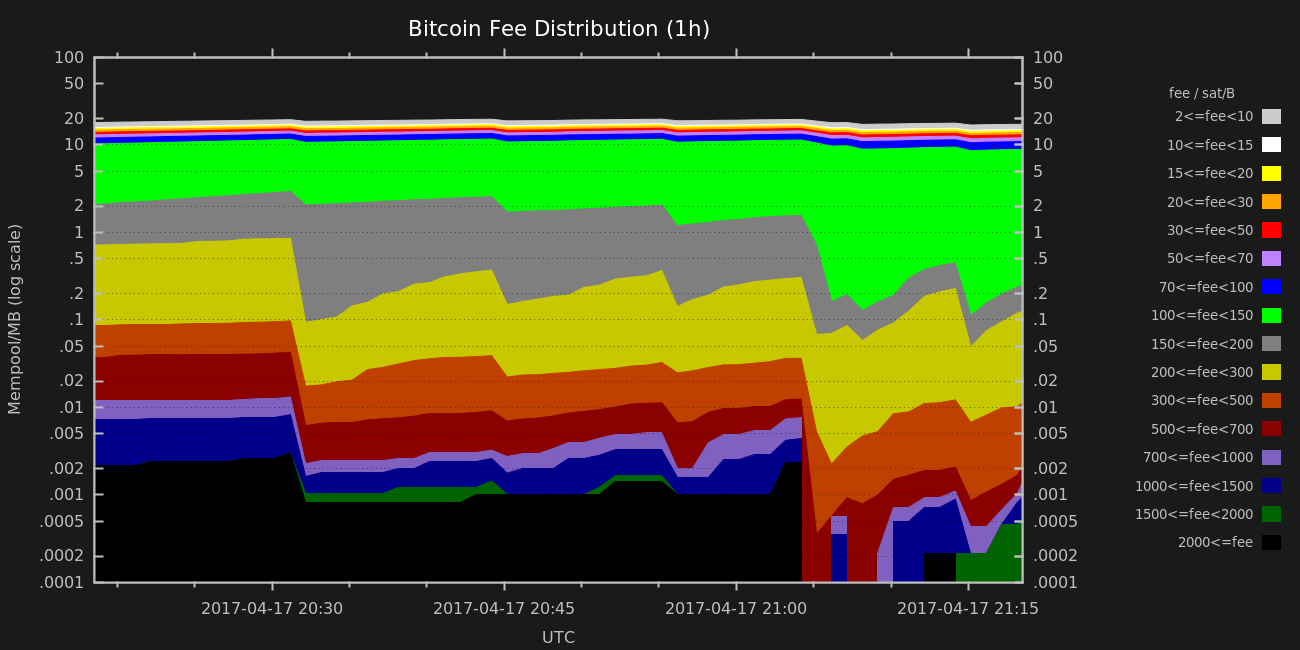 Bitcoin Fee Distribution (1h)
100
50
20
10
5
2
1
.5
.2
.1
.05
.02
.01
.005
.002
.001
.0005
.0002
.0001
Mempool/MB (log scale)
100
50
20
10
5
2
1
.5
.2
.1
.05
.02
.01
.005
.002
.001
.0005
.0002
.0001
2017-04-17 20:30
2017-04-17 20:45
2017-04-17 21:00
2017-04-17 21:15
UTC
fee / sat/B
2<=fee<10
10<=fee<15
15<=fee<20
20<=fee<30
30<=fee<50
50<=fee<70
70<=fee<100
100<=fee<150
150<=fee<200
200<=fee<300
300<=fee<500
500<=fee<700
700<=fee<1000
1000<=fee<1500
1500<=fee<2000
2000<=fee